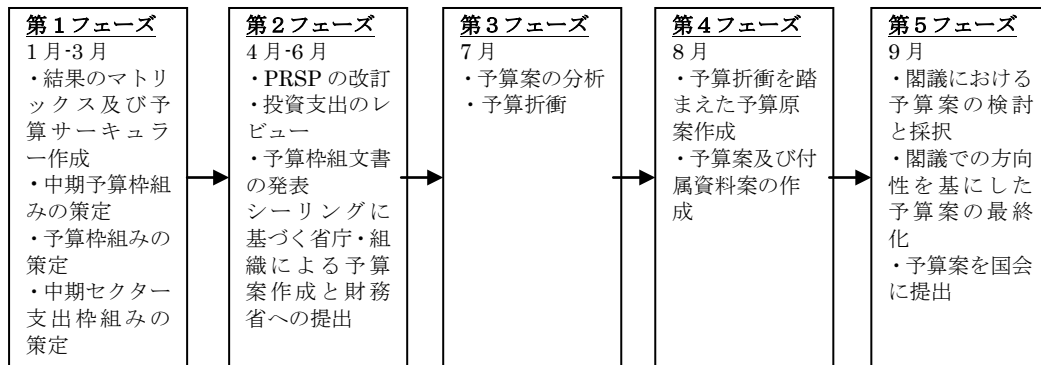 第1フェーズ
1月-3月
・結果のマトリ
ックス及び予
算サーキュラ
ー作成
・中期予算枠組
みの策定
・予算枠組みの
策定
・中期セクター
支出枠組みの
策定
第2フェーズ
4月-6月
・PRSPの改訂
・投資支出のレ
ビュー
・予算枠組文書
の発表
シーリングに
基づく省庁・組
織による予算
案作成と財務
省への提出
第3フェーズ
7月
・予算案の分析
・予算折衝
第4フェーズ
8月
・予算折衝を踏
まえた予算原
案作成
・予算案及び付
属資料案の作
成
第5フェーズ
9月
・閣議における
予算案の検討
と採択
・閣議での方向
性を基にした
予算案の最終
化
・予算案を国会
に提出